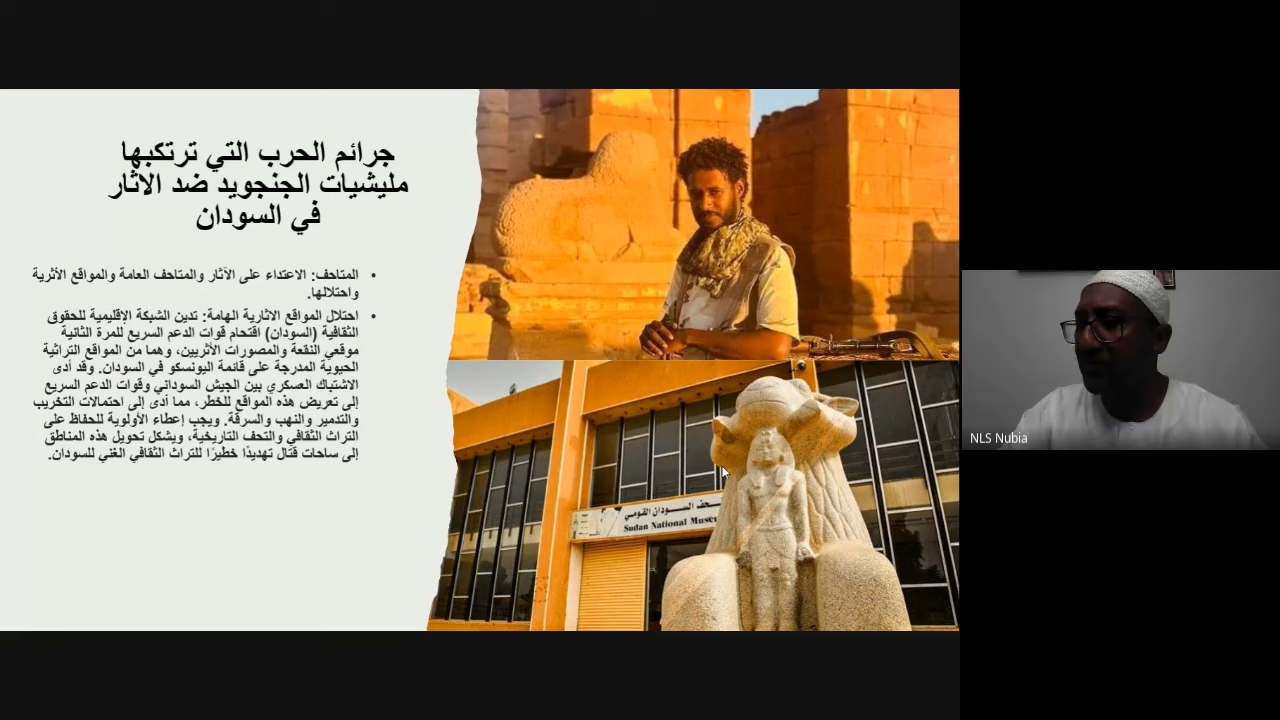 جرائم الحرب التي ترتكبها
مليشيات الجنجويد ضد الاثار
في السودان
• المتاحف: الاعتداء على الآثار والمتاحف العامة والمواقع الأثرية
واحتلالها.
• احتلال المواقع الاثارية الهامة: تدين الشبكة الإقليمية للحقوق
الثقافية (السودان) اقتحام قوات الدعم السريع للمرة الثانية
موقعي النقعة والمصورات الأثريين، وهما من المواقع التراثية
الحيوية المدرجة على قائمة اليونسكو في السودان. وقد أدى
الاشتباك العسكري بين الجيش السوداني وقوات الدعم السريع
إلى تعريض هذه المواقع للخطر، مما أدى إلى احتمالات التخريب
والتدمير والنهب والسرقة. ويجب إعطاء الأولوية للحفاظ على
التراث الثقافي والتحف التاريخية، ويشكل تحويل هذه المناطق
إلى ساحات قتال تهديدًا خطيرًا للتراث الثقافي الغني للسودان.
ـحف الســودان القومــي
Sudan National Museu
NLS Nubia